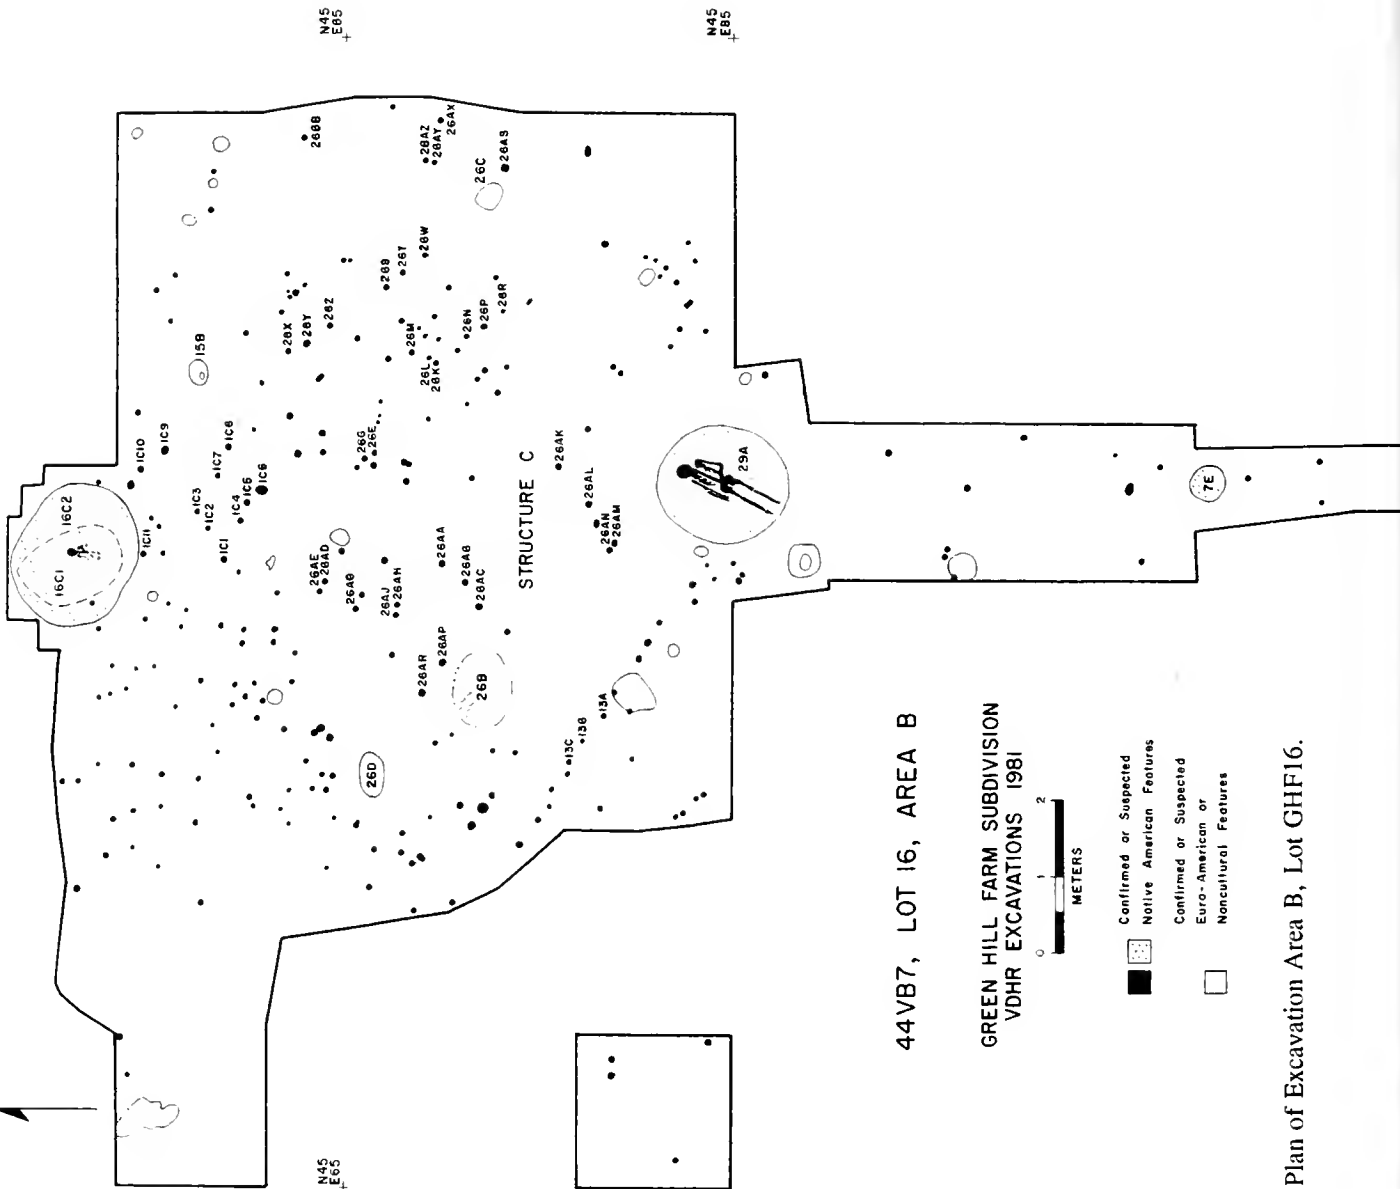 N45
E85
N45
E85
16C2
16C1
1C11
1C10
1C9
1C8
1C7
1C6
1C5
1C4
1C3
1C2
1C1
15B
26BB
26AZ
26AY
26AX
26C
26AS
26W
26T
26S
26Z
26Y
26X
26M
26N
26P
26R
26L
26K
26G
26E
26AK
26AL
26AN
26AM
STRUCTURE C
26AE
26AD
26AG
26AJ
26AH
26AA
26AB
26AC
26AP
26AR
26B
26D
13C
13B
13A
29A
7E
N45
E65
44VB7, LOT 16, AREA B
GREEN HILL FARM SUBDIVISION
VDHR EXCAVATIONS 1981
0 1 2
METERS
Confirmed or Suspected
Native American Features
Confirmed or Suspected
Euro-American or
Noncultural Features
Plan of Excavation Area B, Lot GHF16.